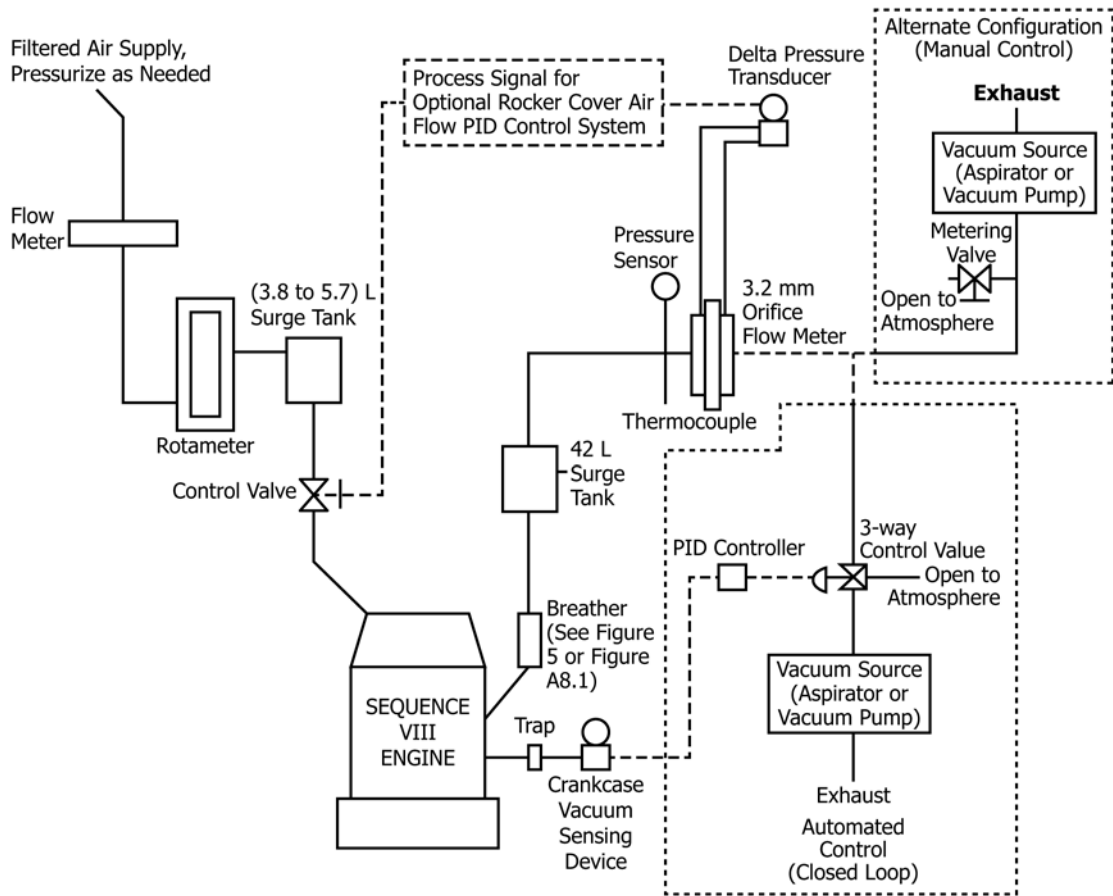 Filtered Air Supply,
Pressurize as Needed
Process Signal for
Optional Rocker Cover Air
Flow PID Control System
Delta Pressure
Transducer
Alternate Configuration
(Manual Control)
Exhaust
Vacuum Source
(Aspirator or
Vacuum Pump)
Metering
Valve
Open to
Atmosphere
Flow
Meter
Pressure
Sensor
3.2 mm
Orifice
Flow Meter
(3.8 to 5.7) L
Surge Tank
Rotameter
Thermocouple
Control Valve
42 L
Surge
Tank
PID Controller
3-way
Control Value
Open to
Atmosphere
Breather
(See Figure
5 or Figure
A8.1)
Vacuum Source
(Aspirator or
Vacuum Pump)
SEQUENCE
VIII
ENGINE
Trap
Crankcase
Vacuum
Sensing
Device
Exhaust
Automated
Control
(Closed Loop)